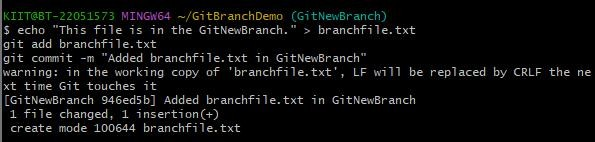 KIIT@BT-22051573 MINGW64 ~/GitBranchDemo (GitNewBranch)
$ echo "This file is in the GitNewBranch." > branchfile.txt
git add branchfile.txt
git commit -m "Added branchfile.txt in GitNewBranch"
warning: in the working copy of 'branchfile.txt', LF will be replaced by CRLF the ne
xt time Git touches it
[GitNewBranch 946ed5b] Added branchfile.txt in GitNewBranch
 1 file changed, 1 insertion(+)
 create mode 100644 branchfile.txt